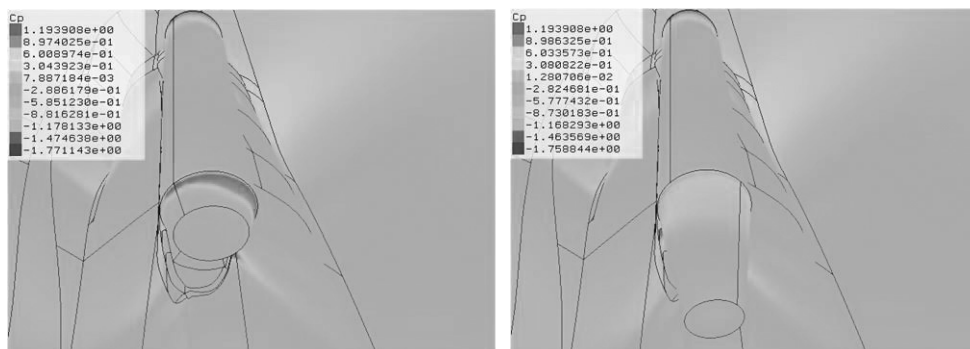 Cp
1.193908e+00
8.974025e-01
6.008974e-01
3.043923e-01
7.887184e-03
-2.886179e-01
-5.851230e-01
-8.816281e-01
-1.178133e+00
-1.474638e+00
-1.771143e+00
Cp
1.193908e+00
8.986325e-01
6.033573e-01
3.080822e-01
1.280706e-02
-2.824681e-01
-5.777432e-01
-8.730183e-01
-1.168293e+00
-1.463569e+00
-1.758844e+00